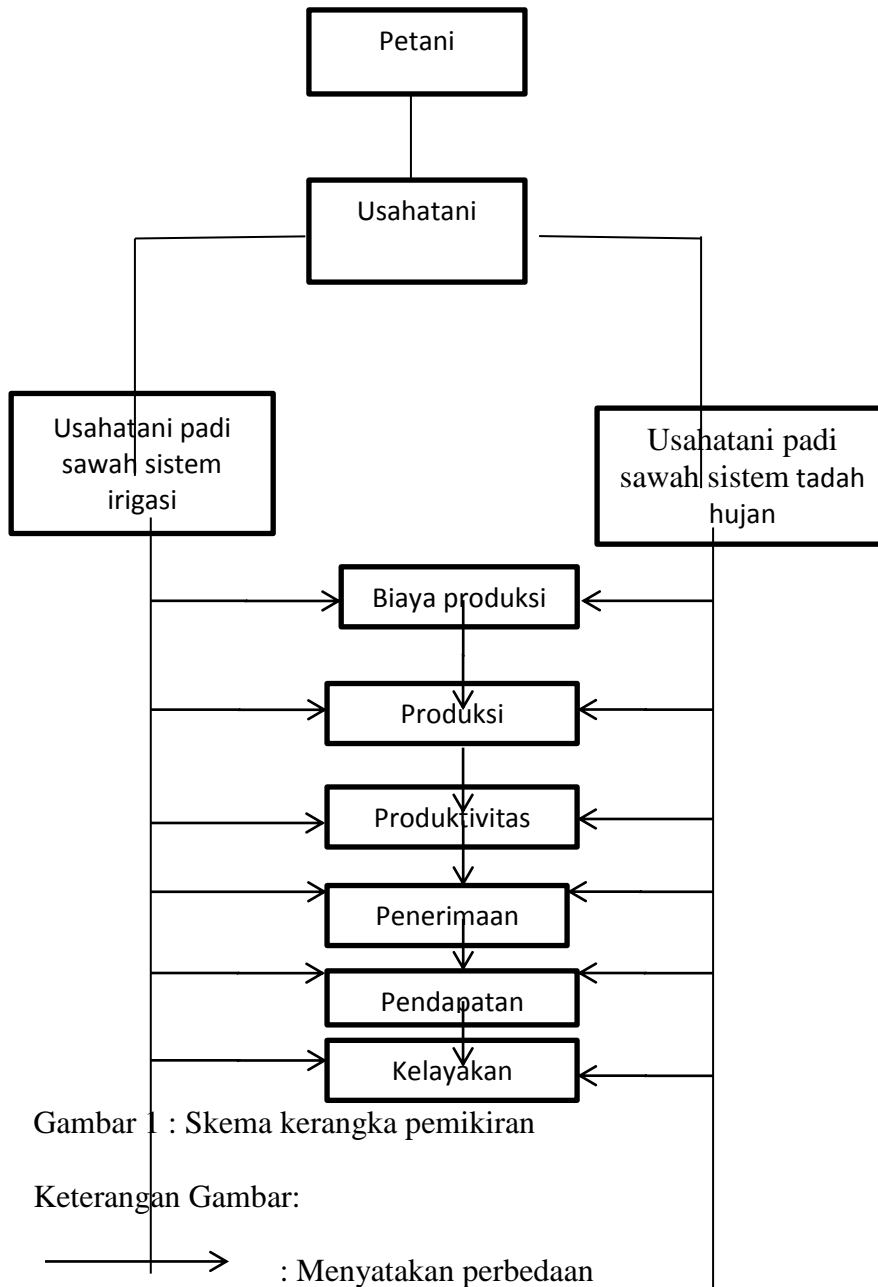 Petani
Usahatani
Usahatani padi
sawah sistem
irigasi
Usahatani padi
sawah sistem tadah
hujan
Biaya produksi
Produksi
Produktivitas
Penerimaan
Pendapatan
Kelayakan
Gambar 1 : Skema kerangka pemikiran
Keterangan Gambar:
: Menyatakan perbedaan